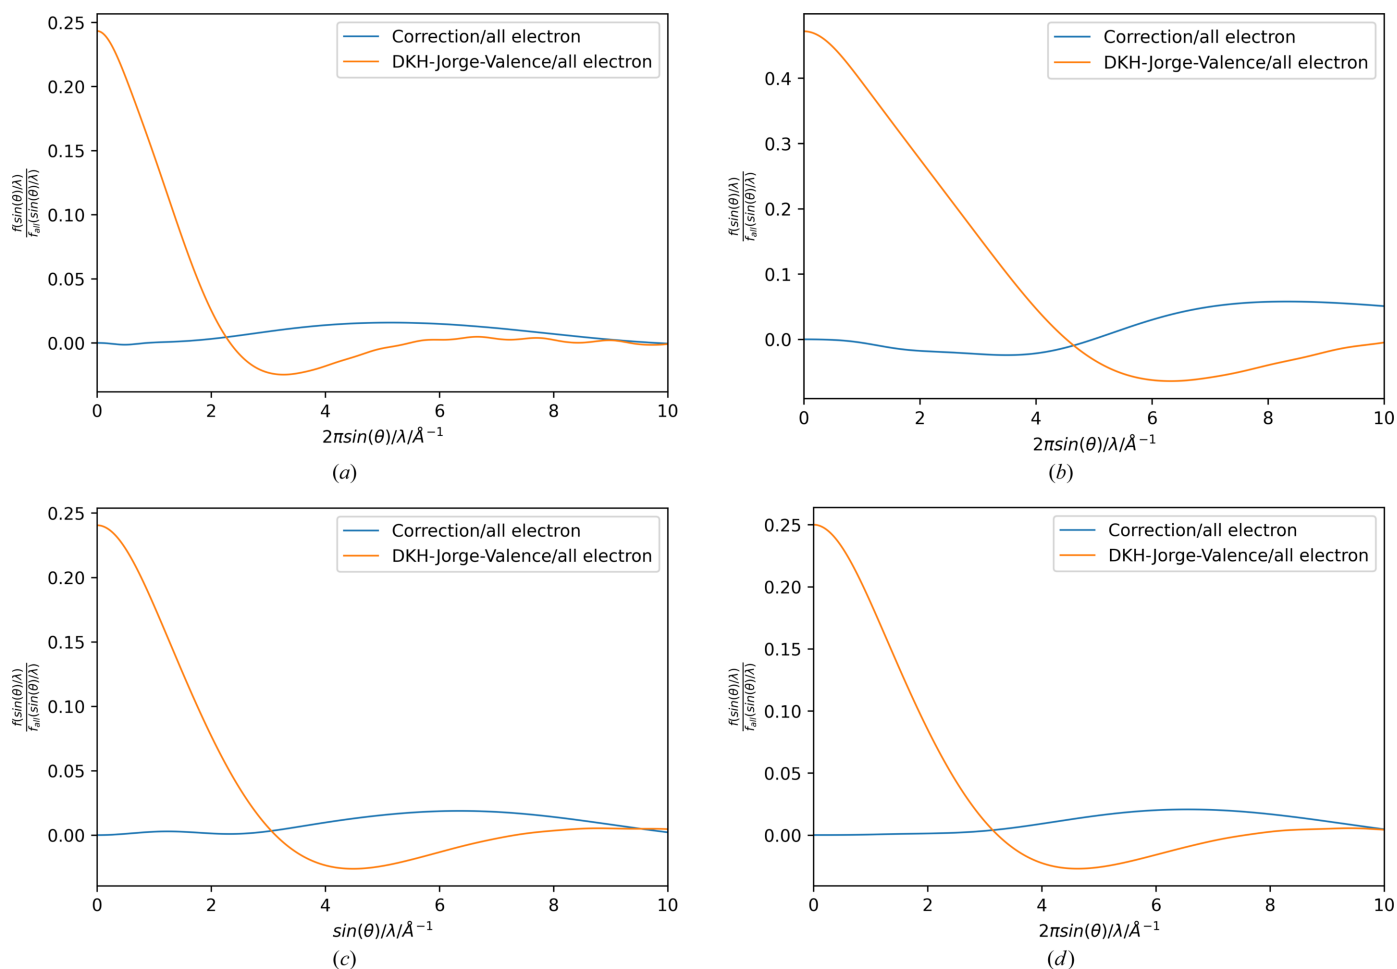 0.25
0.20
0.15
0.10
0.05
0.00
0 2 4 6 8 10
f(sin(θ)/λ)
f_all(sin(θ)/λ)
Correction/all electron
DKH-Jorge-Valence/all electron
2πsin(θ)/λ/Å⁻¹
(a)
0.4
0.3
0.2
0.1
0.0
0 2 4 6 8 10
f(sin(θ)/λ)
f_all(sin(θ)/λ)
Correction/all electron
DKH-Jorge-Valence/all electron
2πsin(θ)/λ/Å⁻¹
(b)
0.25
0.20
0.15
0.10
0.05
0.00
0 2 4 6 8 10
f(sin(θ)/λ)
f_all(sin(θ)/λ)
Correction/all electron
DKH-Jorge-Valence/all electron
sin(θ)/λ/Å⁻¹
(c)
0.25
0.20
0.15
0.10
0.05
0.00
0 2 4 6 8 10
f(sin(θ)/λ)
f_all(sin(θ)/λ)
Correction/all electron
DKH-Jorge-Valence/all electron
2πsin(θ)/λ/Å⁻¹
(d)